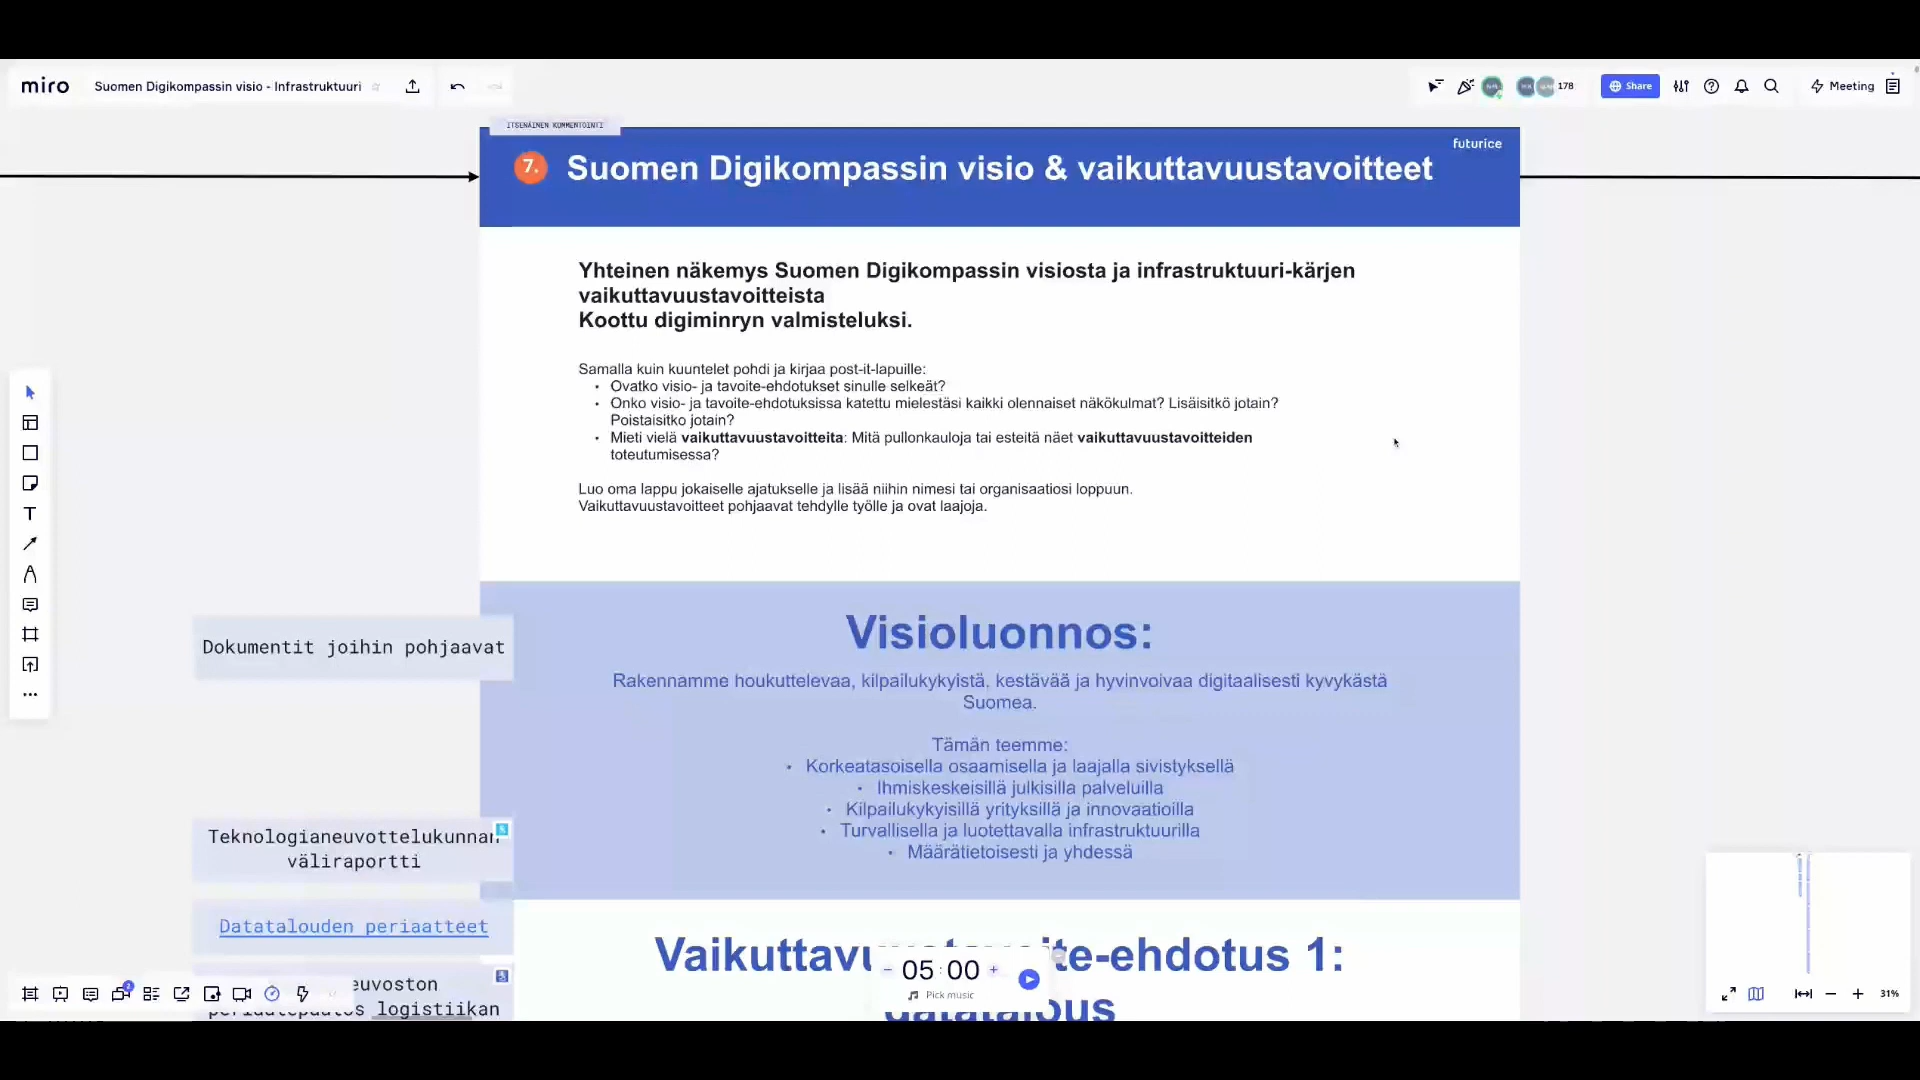 miro
Suomen Digikompassin visio - Infrastruktuuri
178
Share
Meeting
ITSENÄINEN KOMMENTOINTI
futurice
7.
Suomen Digikompassin visio & vaikuttavuustavoitteet
Yhteinen näkemys Suomen Digikompassin visiosta ja infrastruktuuri-kärjen
vaikuttavuustavoitteista
Koottu digiminryn valmisteluksi.
Samalla kuin kuuntelet pohdi ja kirjaa post-it-lapuille:
• Ovatko visio- ja tavoite-ehdotukset sinulle selkeät?
• Onko visio- ja tavoite-ehdotuksissa katettu mielestäsi kaikki olennaiset näkökulmat? Lisäisitkö jotain?
Poistaisitko jotain?
• Mieti vielä vaikuttavuustavoitteita: Mitä pullonkauloja tai esteitä näet vaikuttavuustavoitteiden
toteutumisessa?
Luo oma lappu jokaiselle ajatukselle ja lisää niihin nimesi tai organisaatiosi loppuun.
Vaikuttavuustavoitteet pohjaavat tehdylle työlle ja ovat laajoja.
Dokumentit joihin pohjaavat
Visioluonnos:
Rakennamme houkuttelevaa, kilpailukykyistä, kestävää ja hyvinvoivaa digitaalisesti kyvykästä
Suomea.
Tämän teemme:
• Korkeatasoisella osaamisella ja laajalla sivistyksellä
• Ihmiskeskeisillä julkisilla palveluilla
• Kilpailukykyisillä yrityksillä ja innovaatioilla
• Turvallisella ja luotettavalla infrastruktuurilla
• Määrätietoisesti ja yhdessä
Teknologianeuvottelukunnan
väliraportti
Datatalouden periaatteet
euvoston
logistiikan
te-ehdotus 1:
05:00
Pick music
2
31%